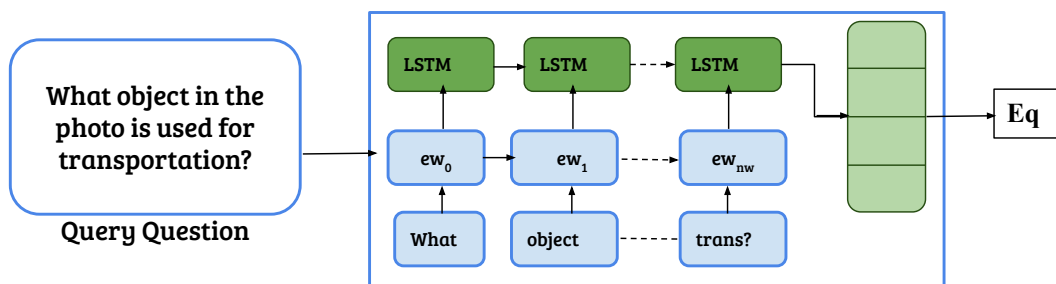 What object in the
photo is used for
transportation?
Query Question
LSTM LSTM LSTM
ew0 ew1 ewnw
What object trans?
Eq